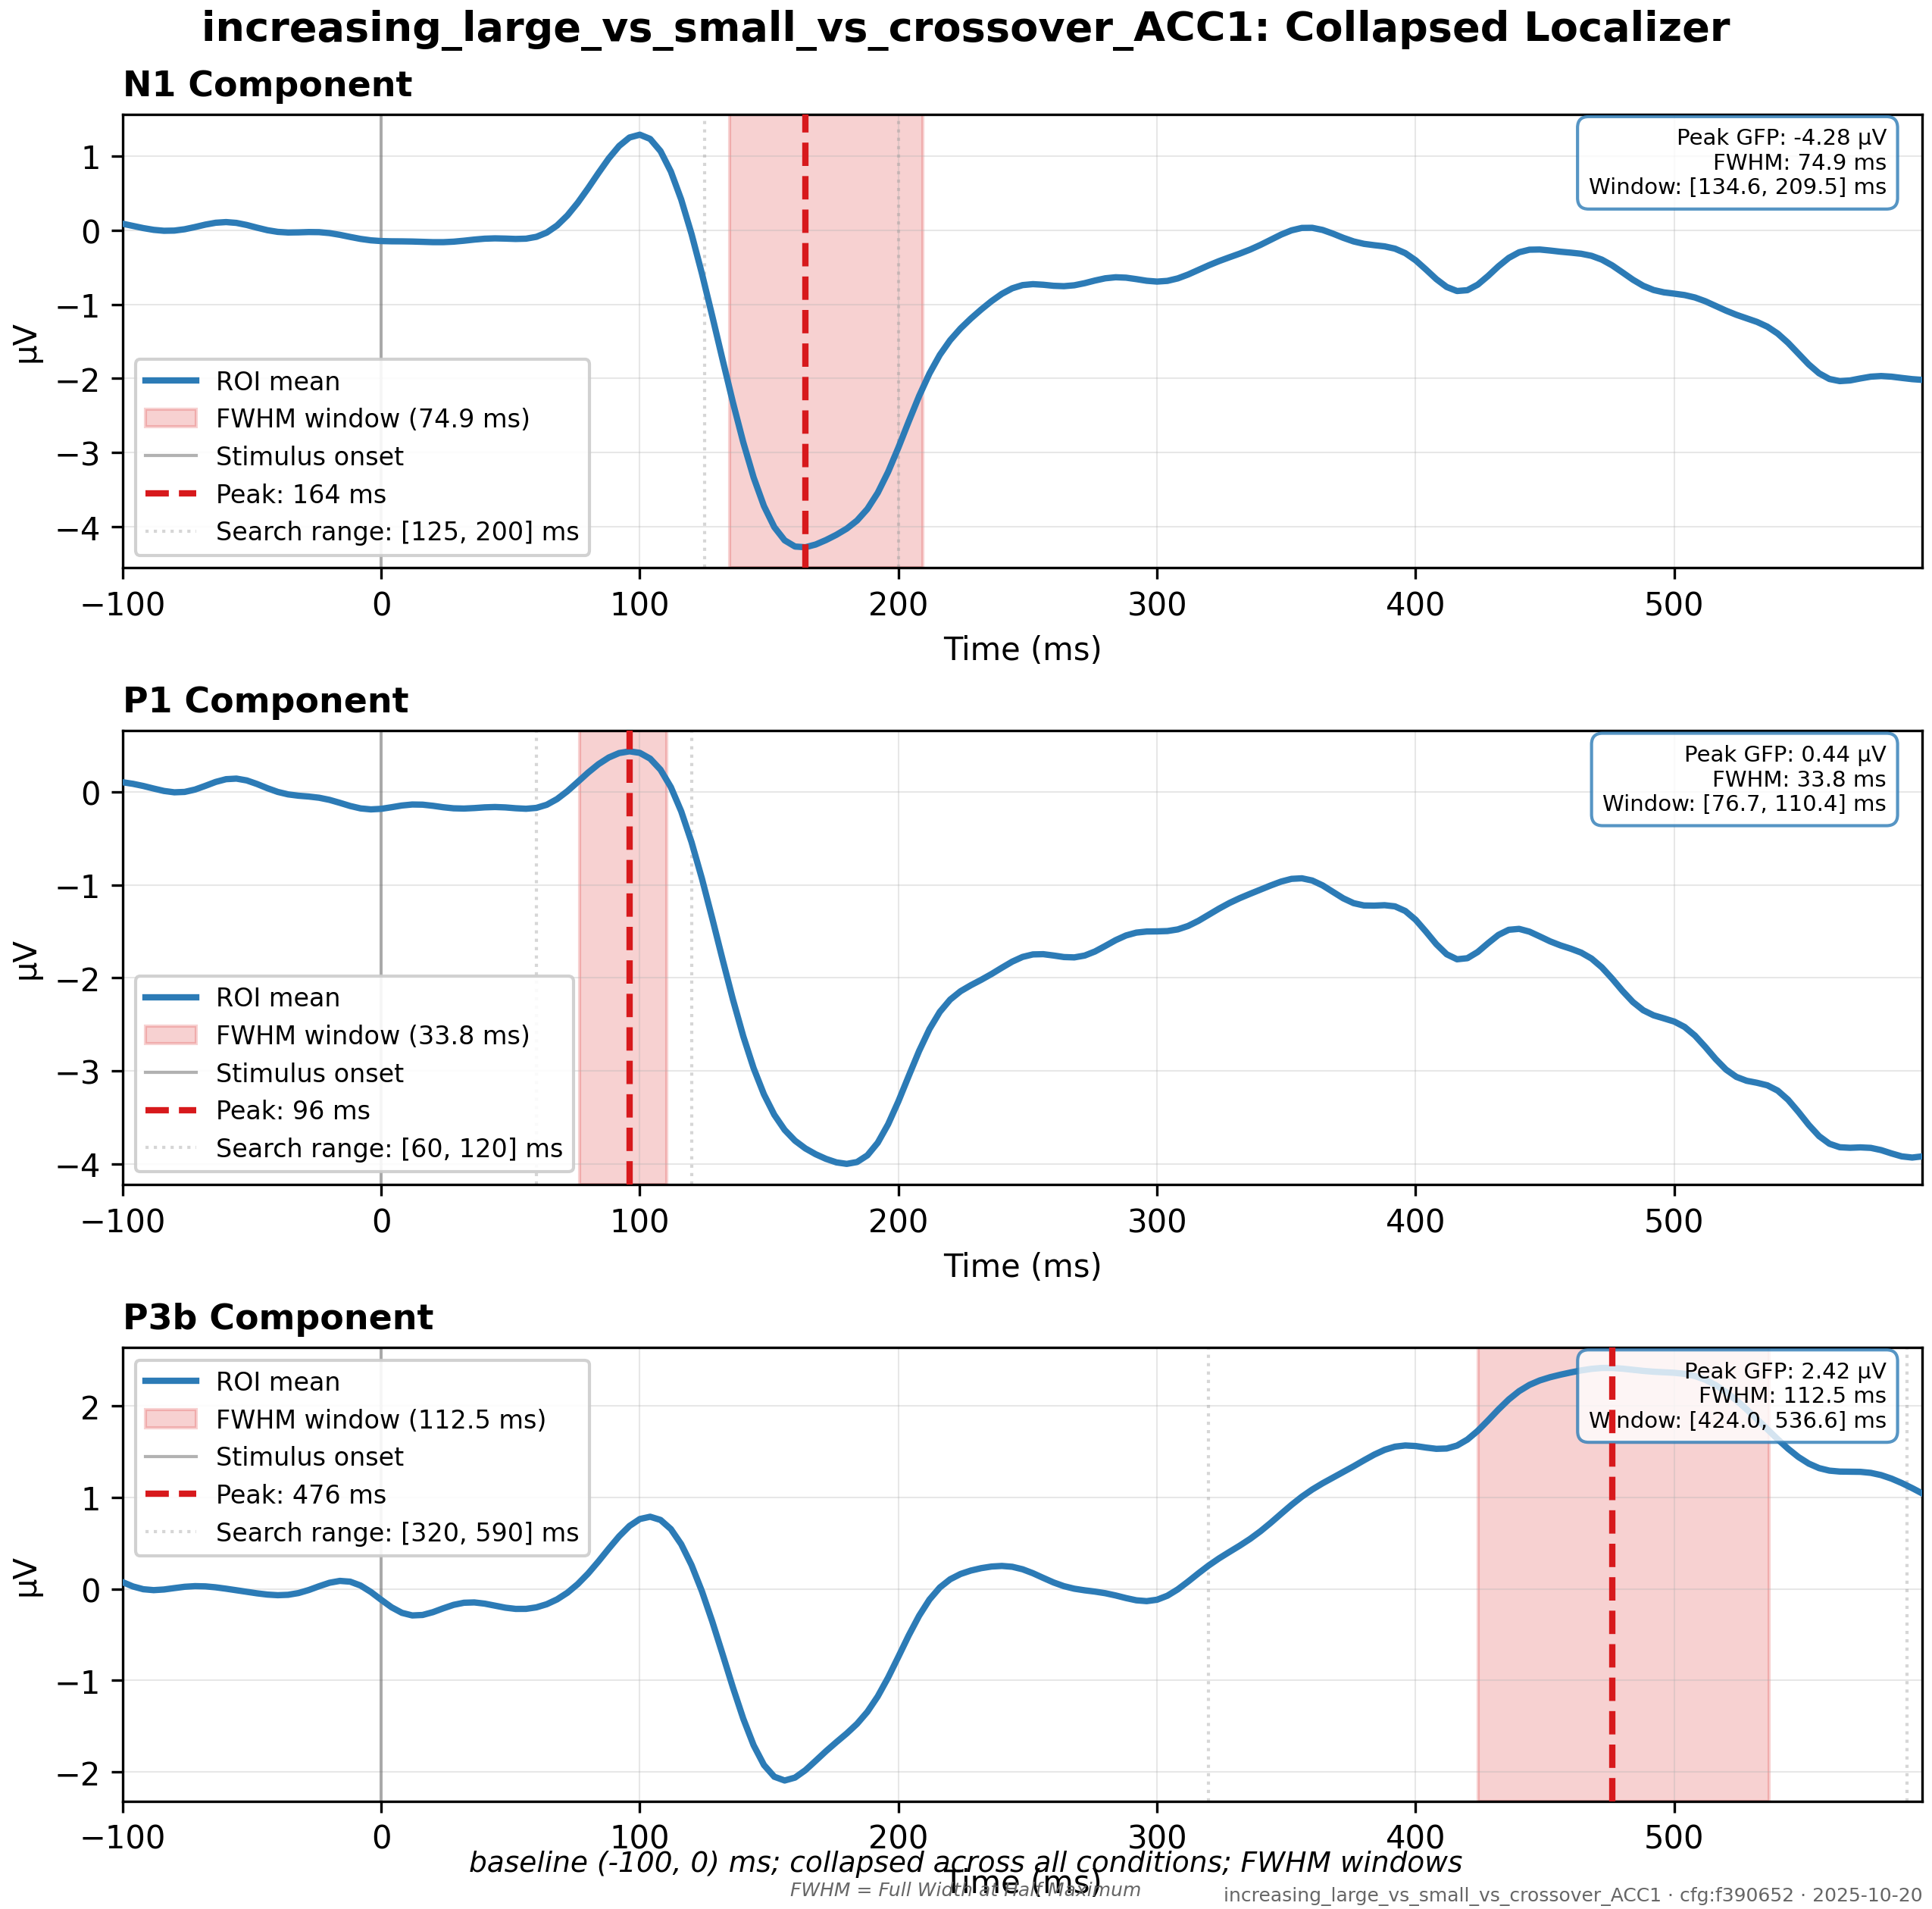 increasing_large_vs_small_vs_crossover_ACC1: Collapsed Localizer
N1 Component
Peak GFP: -4.28 µV
FWHM: 74.9 ms
Window: [134.6, 209.5] ms
1
0
−1
−2
−3
−4
µV
ROI mean
FWHM window (74.9 ms)
Stimulus onset
Peak: 164 ms
Search range: [125, 200] ms
−100 0 100 200 300 400 500
Time (ms)
P1 Component
Peak GFP: 0.44 µV
FWHM: 33.8 ms
Window: [76.7, 110.4] ms
0
−1
−2
−3
−4
µV
ROI mean
FWHM window (33.8 ms)
Stimulus onset
Peak: 96 ms
Search range: [60, 120] ms
−100 0 100 200 300 400 500
Time (ms)
P3b Component
Peak GFP: 2.42 µV
FWHM: 112.5 ms
Window: [424.0, 536.6] ms
ROI mean
FWHM window (112.5 ms)
Stimulus onset
Peak: 476 ms
Search range: [320, 590] ms
2
1
0
−1
−2
µV
−100 0 100 200 300 400 500
baseline (-100, 0) ms; collapsed across all conditions; FWHM windows
Time (ms)
FWHM = Full Width at Half Maximum
increasing_large_vs_small_vs_crossover_ACC1 · cfg:f390652 · 2025-10-20